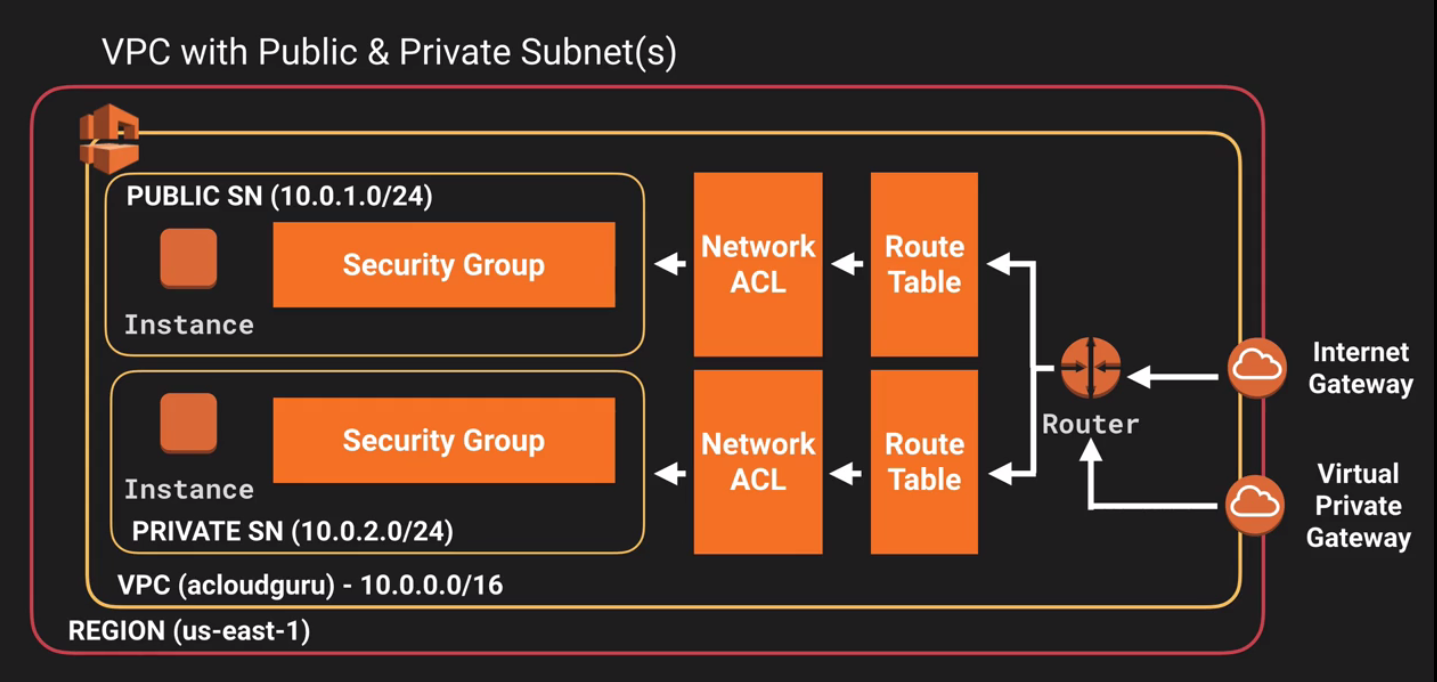 VPC with Public & Private Subnet(s)
PUBLIC SN (10.0.1.0/24)
Security Group
Instance
Network
ACL
Route
Table
Security Group
Instance
PRIVATE SN (10.0.2.0/24)
Network
ACL
Route
Table
Router
Internet
Gateway
Virtual
Private
Gateway
VPC (acloudguru) - 10.0.0.0/16
REGION (us-east-1)